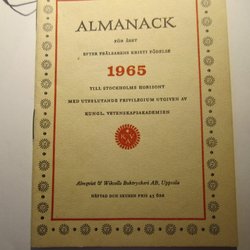 ALMANACK
FÖR ÅRET
EFTER FRÄLSARENS KRISTI FÖDELSE
1965
TILL STOCKHOLMS HORISONT
MED UTESLUTANDE PRIVILEGIUM UTGIVEN AV
KUNGL. VETENSKAPSAKADEMIEN
Almqvist & Wiksells Boktryckeri AB, Uppsala
HÄFTAD OCH SKUREN PRIS 45 ÖRE